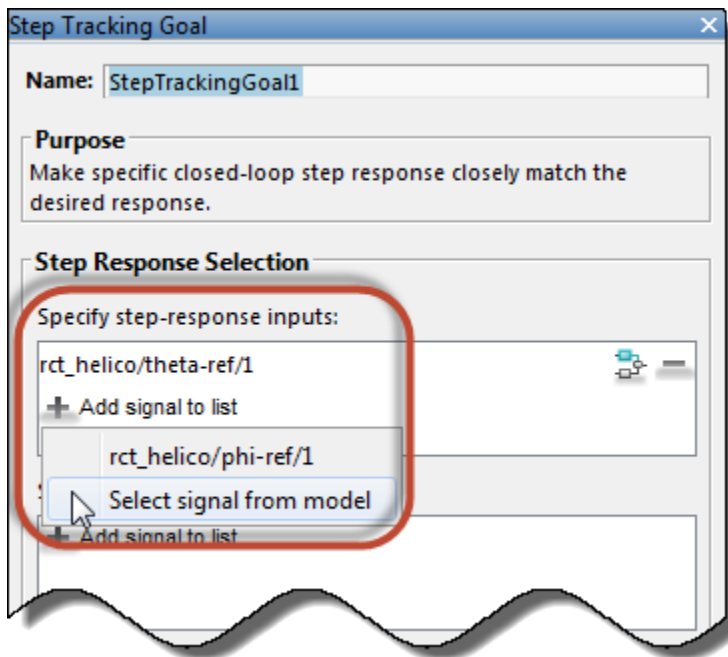 Step Tracking Goal
Name: StepTrackingGoal1
Purpose
Make specific closed-loop step response closely match the
desired response.
Step Response Selection
Specify step-response inputs:
rct_helico/theta-ref/1
Add signal to list
rct_helico/phi-ref/1
Select signal from model
Add signal to list